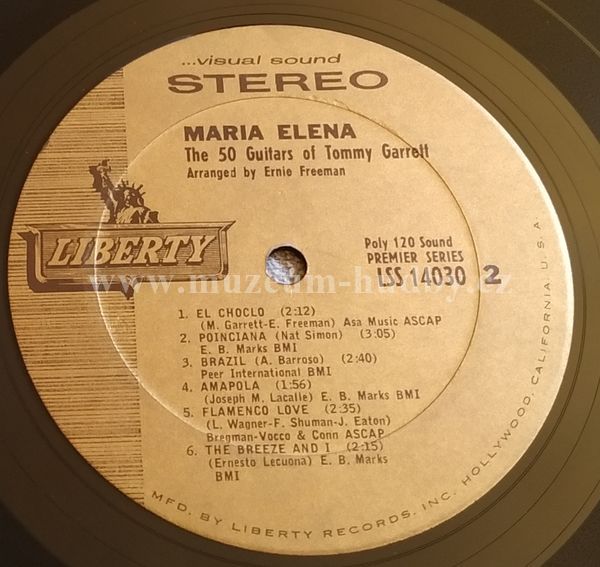 ...visual sound
STEREO
MARIA ELENA
The 50 Guitars of Tommy Garrett
Arranged by Ernie Freeman
LIBERTY
Poly 120 Sound
PREMIER SERIES
LSS 14030 2
www.muzeum-hudby.cz
1. EL CHOCLO (2:12)
(M. Garrett-E. Freeman) Asa Music ASCAP
2. POINCIANA (Nat Simon) (3:05)
E. B. Marks BMI
3. BRAZIL (A. Barroso) (2:40)
Peer International BMI
4. AMAPOLA (1:56)
(Joseph M. Lacalle) E. B. Marks BMI
5. FLAMENCO LOVE (2:35)
(L. Wagner-F. Shuman-J. Eaton)
Bregman-Vocco & Conn ASCAP
6. THE BREEZE AND I (2:15)
(Ernesto Lecuona) E. B. Marks
BMI
MFD. BY LIBERTY RECORDS, INC. HOLLYWOOD, CALIFORNIA, U.S.A.